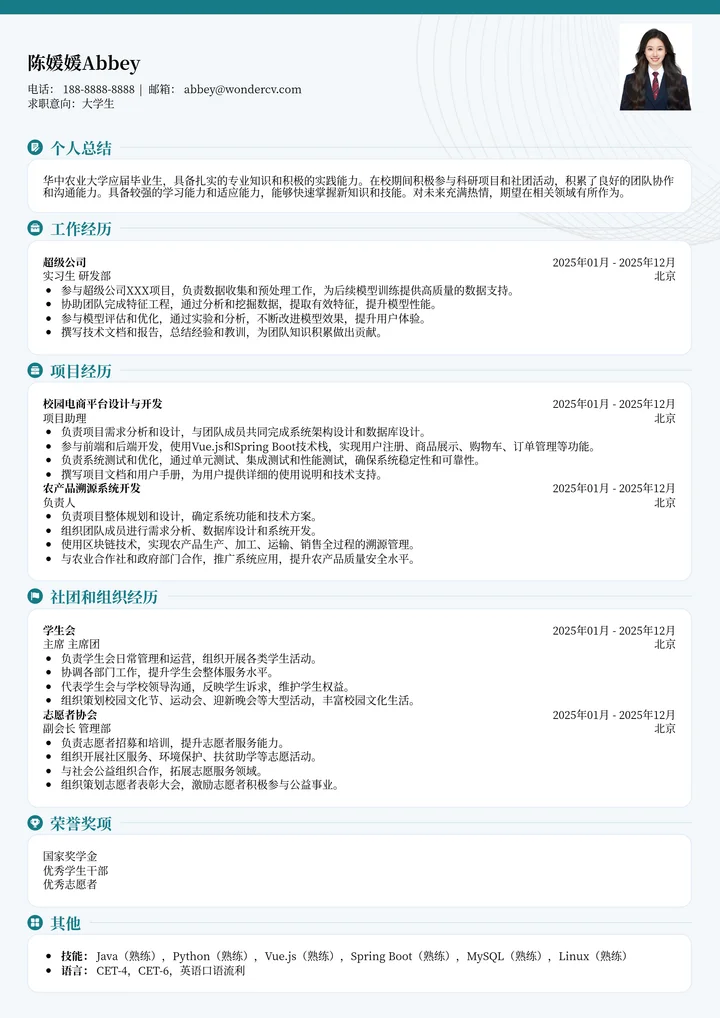 陈媛媛Abbey
电话： 188-8888-8888 | 邮箱： abbey@wondercv.com
求职意向：大学生
个人总结
华中农业大学应届毕业生，具备扎实的专业知识和积极的实践能力。在校期间积极参与科研项目和社团活动，积累了良好的团队协作
和沟通能力。具备较强的学习能力和适应能力，能够快速掌握新知识和技能。对未来充满热情，期望在相关领域有所作为。
工作经历
超级公司 2025年01月 - 2025年12月
实习生 研发部 北京
• 参与超级公司XXX项目，负责数据收集和预处理工作，为后续模型训练提供高质量的数据支持。
• 协助团队完成特征工程，通过分析和挖掘数据，提取有效特征，提升模型性能。
• 参与模型评估和优化，通过实验和分析，不断改进模型效果，提升用户体验。
• 撰写技术文档和报告，总结经验和教训，为团队知识积累做出贡献。
项目经历
校园电商平台设计与开发 2025年01月 - 2025年12月
项目助理 北京
• 负责项目需求分析和设计，与团队成员共同完成系统架构设计和数据库设计。
• 参与前端和后端开发，使用Vue.js和Spring Boot技术栈，实现用户注册、商品展示、购物车、订单管理等功能。
• 负责系统测试和优化，通过单元测试、集成测试和性能测试，确保系统稳定性和可靠性。
• 撰写项目文档和用户手册，为用户提供详细的使用说明和技术支持。
农产品溯源系统开发 2025年01月 - 2025年12月
负责人 北京
• 负责项目整体规划和设计，确定系统功能和技术方案。
• 组织团队成员进行需求分析、数据库设计和系统开发。
• 使用区块链技术，实现农产品生产、加工、运输、销售全过程的溯源管理。
• 与农业合作社和政府部门合作，推广系统应用，提升农产品质量安全水平。
社团和组织经历
学生会 2025年01月 - 2025年12月
主席 主席团 北京
• 负责学生会日常管理和运营，组织开展各类学生活动。
• 协调各部门工作，提升学生会整体服务水平。
• 代表学生会与学校领导沟通，反映学生诉求，维护学生权益。
• 组织策划校园文化节、运动会、迎新晚会等大型活动，丰富校园文化生活。
志愿者协会 2025年01月 - 2025年12月
副会长 管理部 北京
• 负责志愿者招募和培训，提升志愿者服务能力。
• 组织开展社区服务、环境保护、扶贫助学等志愿活动。
• 与社会公益组织合作，拓展志愿服务领域。
• 组织策划志愿者表彰大会，激励志愿者积极参与公益事业。
荣誉奖项
国家奖学金
优秀学生干部
优秀志愿者
其他
• 技能： Java（熟练），Python（熟练），Vue.js（熟练），Spring Boot（熟练），MySQL（熟练），Linux（熟练）
• 语言： CET-4，CET-6，英语口语流利